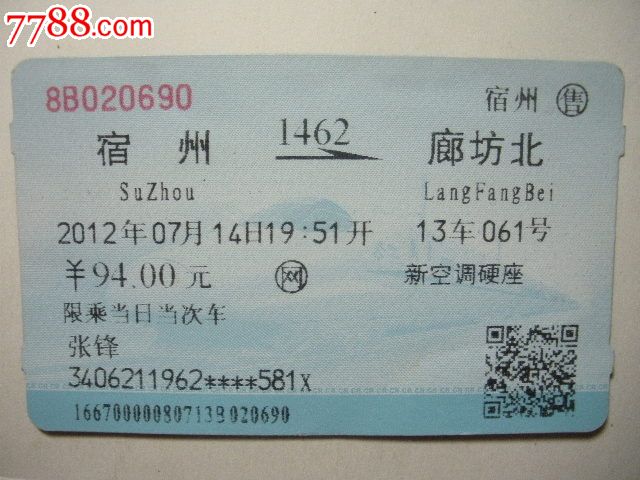 7788.com
8B020690 宿州 售
宿州 1462 廊坊北
SuZhou LangFangBei
2012年07月14日19:51开 13车061号
￥94.00元 网 新空调硬座
限乘当日当次车
张锋
3406211962****581X
16670000080713B020690